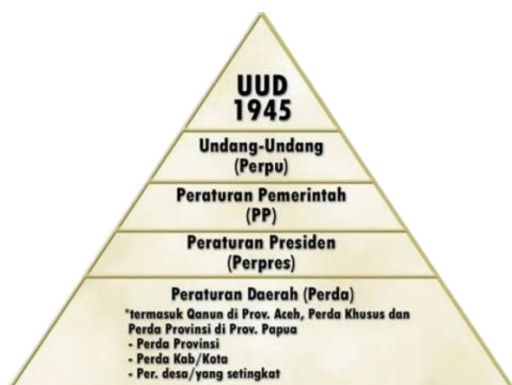 UUD
1945
Undang-Undang
(Perpu)
Peraturan Pemerintah
(PP)
Peraturan Presiden
(Perpres)
Peraturan Daerah (Perda)
*termasuk Qanun di Prov. Aceh, Perda Khusus dan
Perda Provinsi di Prov. Papua
- Perda Provinsi
- Perda Kab/Kota
- Per. desa/yang setingkat